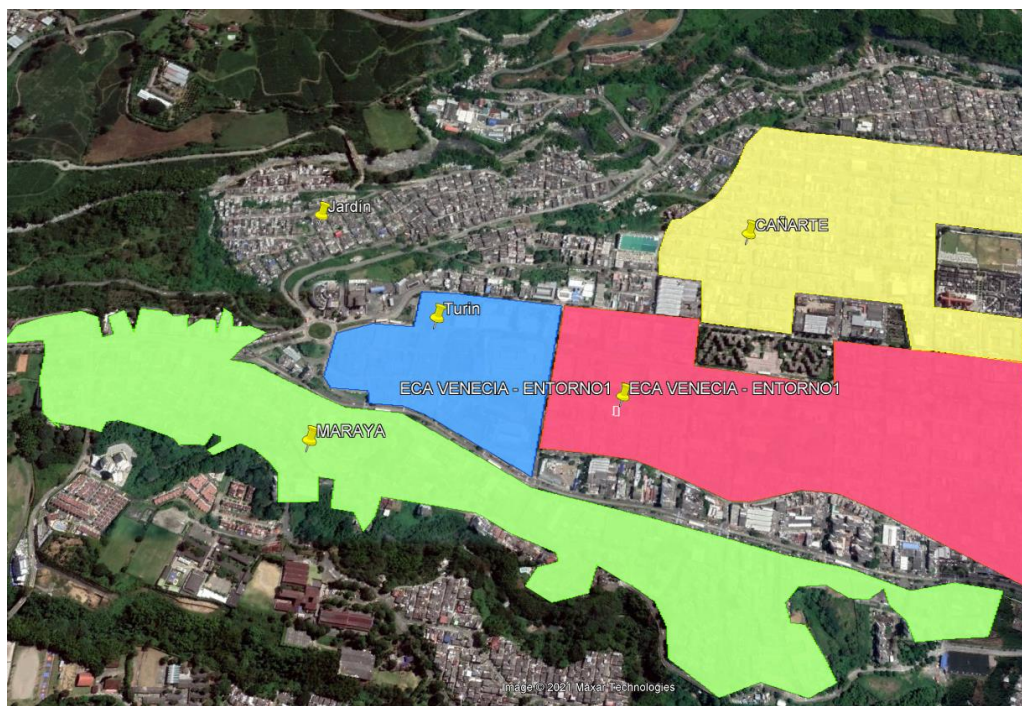 Jardín
CAÑARTE
Turin
ECA VENECIA - ENTORNO1
ECA VENECIA - ENTORNO1
MARAYA
Image © 2021 Maxar Technologies